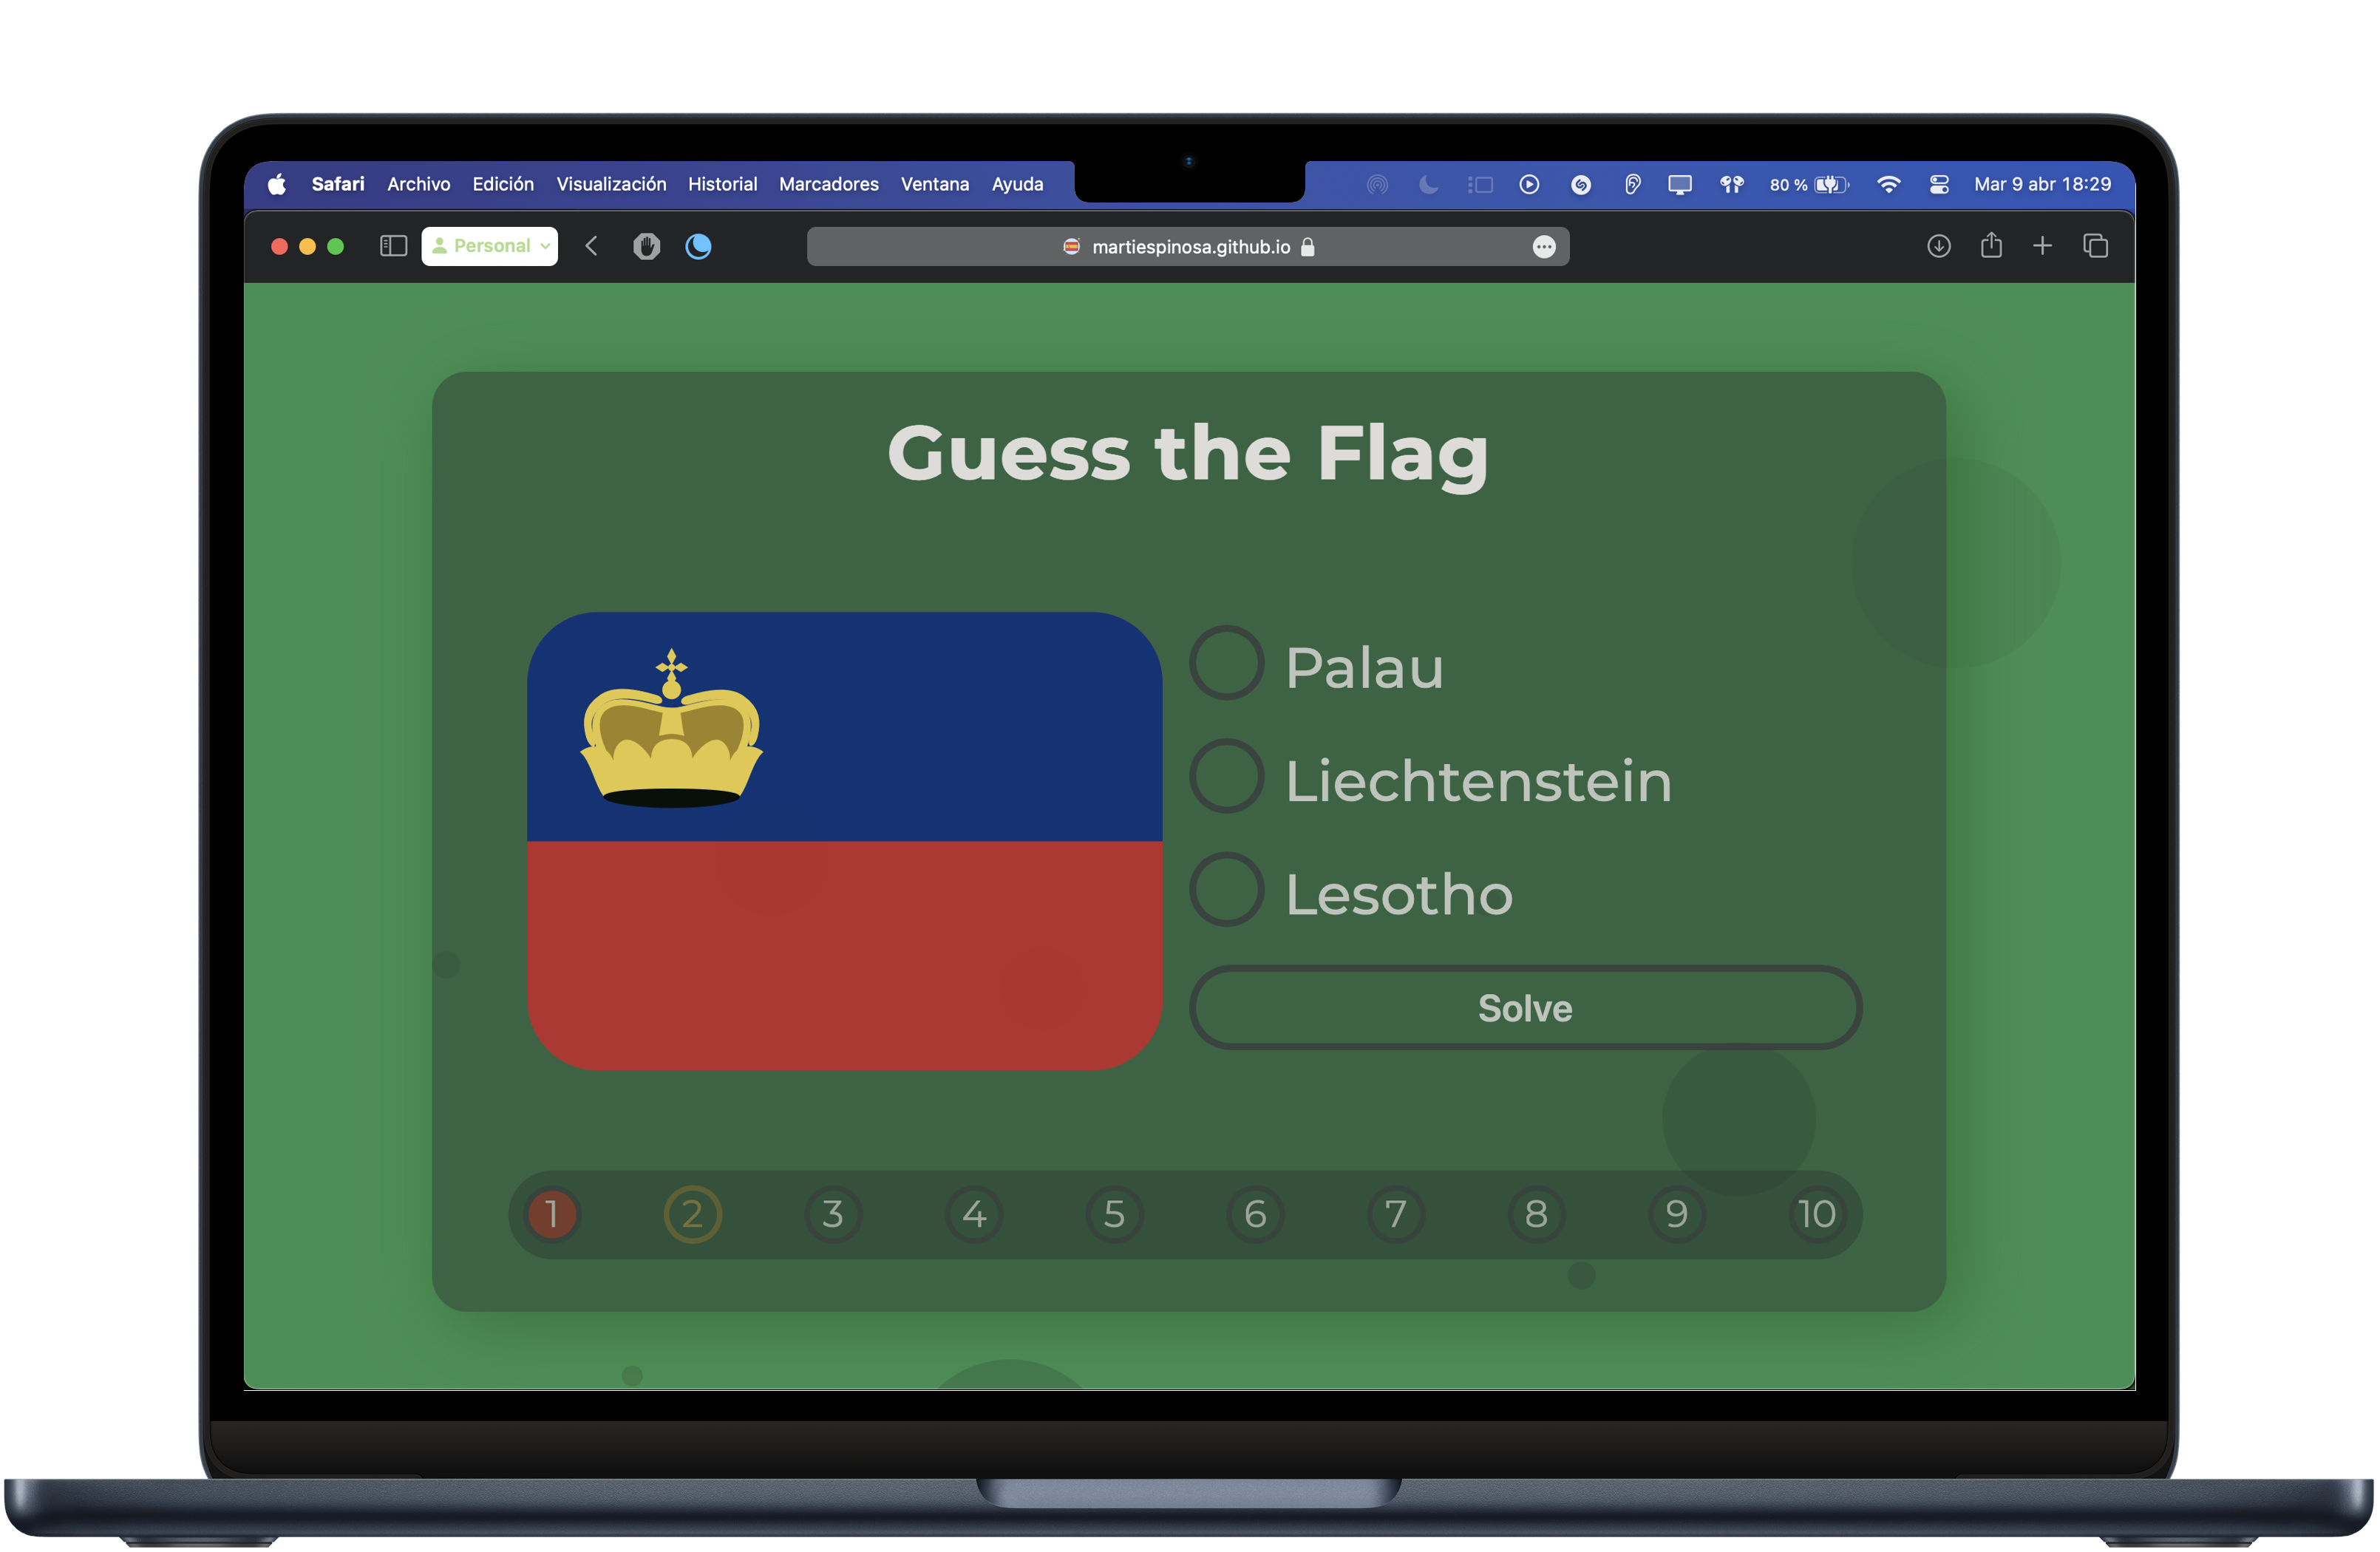 Safari Archivo Edición Visualización Historial Marcadores Ventana Ayuda 80 % Mar 9 abr 18:29
Personal martiespinosa.github.io
Guess the Flag
Palau
Liechtenstein
Lesotho
Solve
1 2 3 4 5 6 7 8 9 10